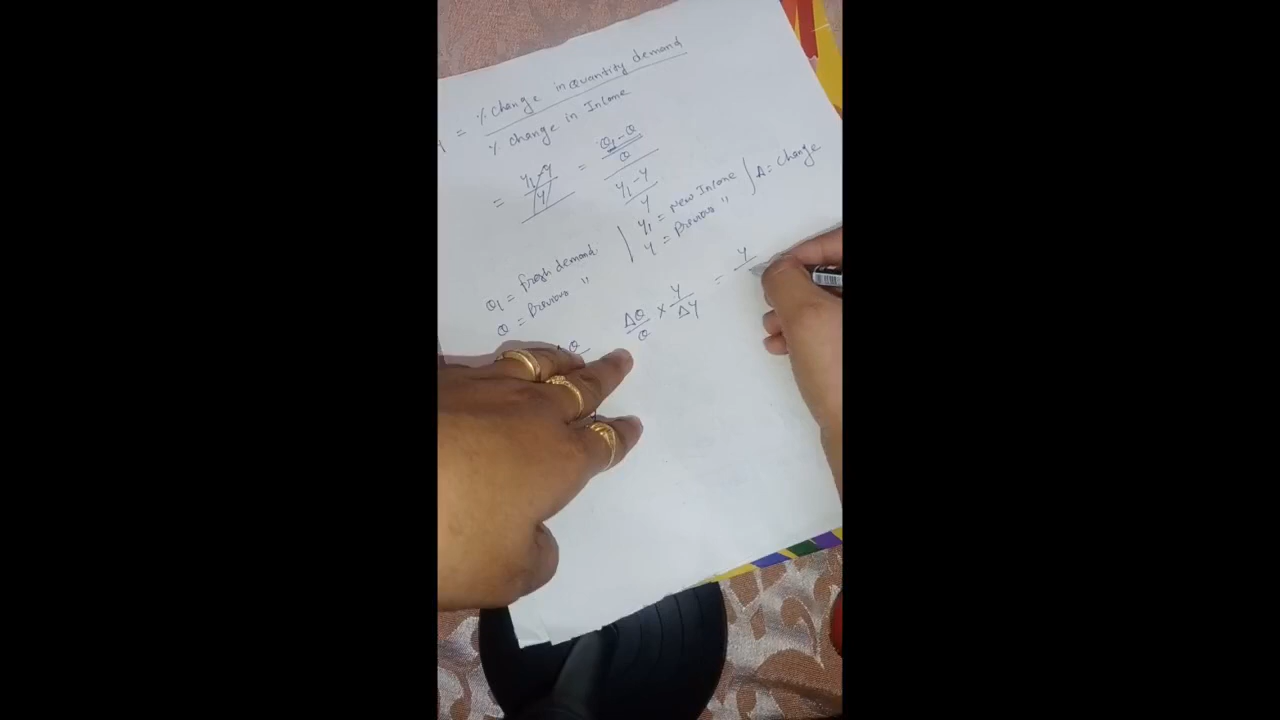 = % Change in Quantity demand
% change in Income
= Y₁-Y / Y = Q₁-Q / Q
Y₁-Y / Y
Q₁ = fresh demand
Q = Previous "
Y₁ = New Income
Y = Previous "
Δ = Change
ΔQ / Q × Y / ΔY = Y
Q